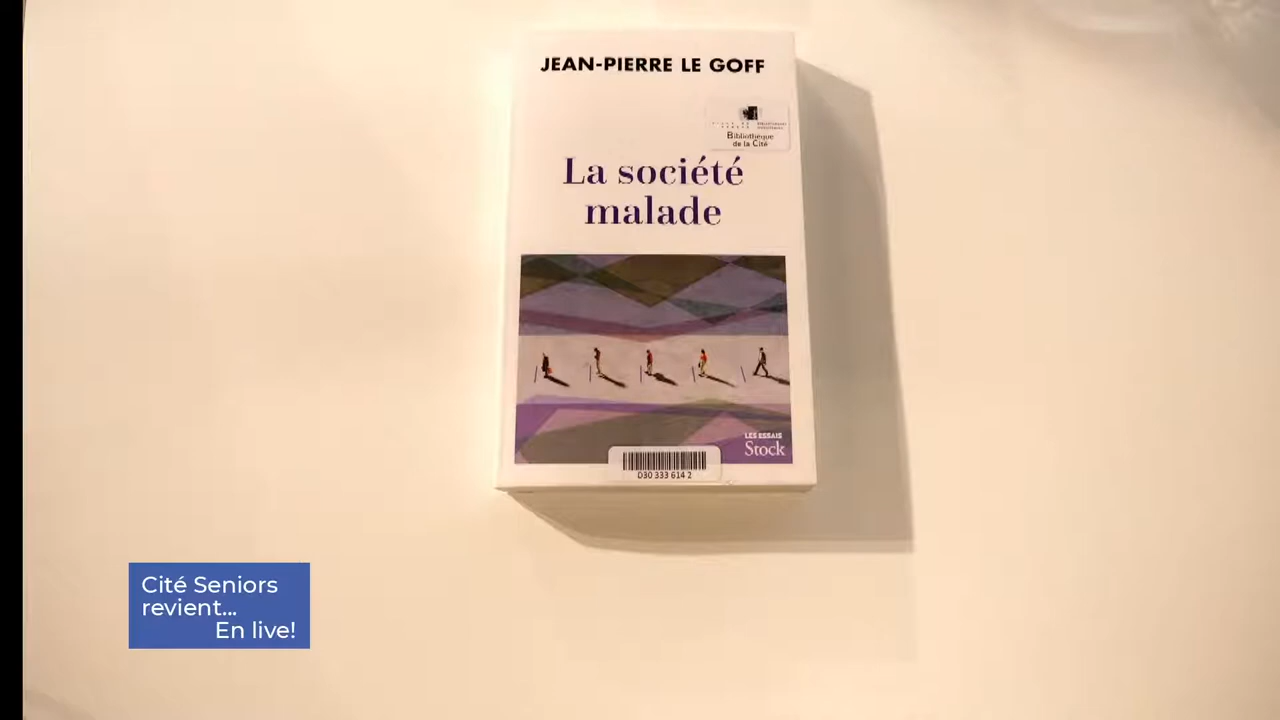 JEAN-PIERRE LE GOFF
Bibliothèque
de la Cité
La société
malade
LES ESSAIS
Stock
D30 333 614 2
Cité Seniors
revient...
En live!